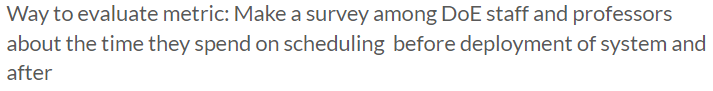 Way to evaluate metric: Make a survey among DoE staff and professors
about the time they spend on scheduling  before deployment of system and
after